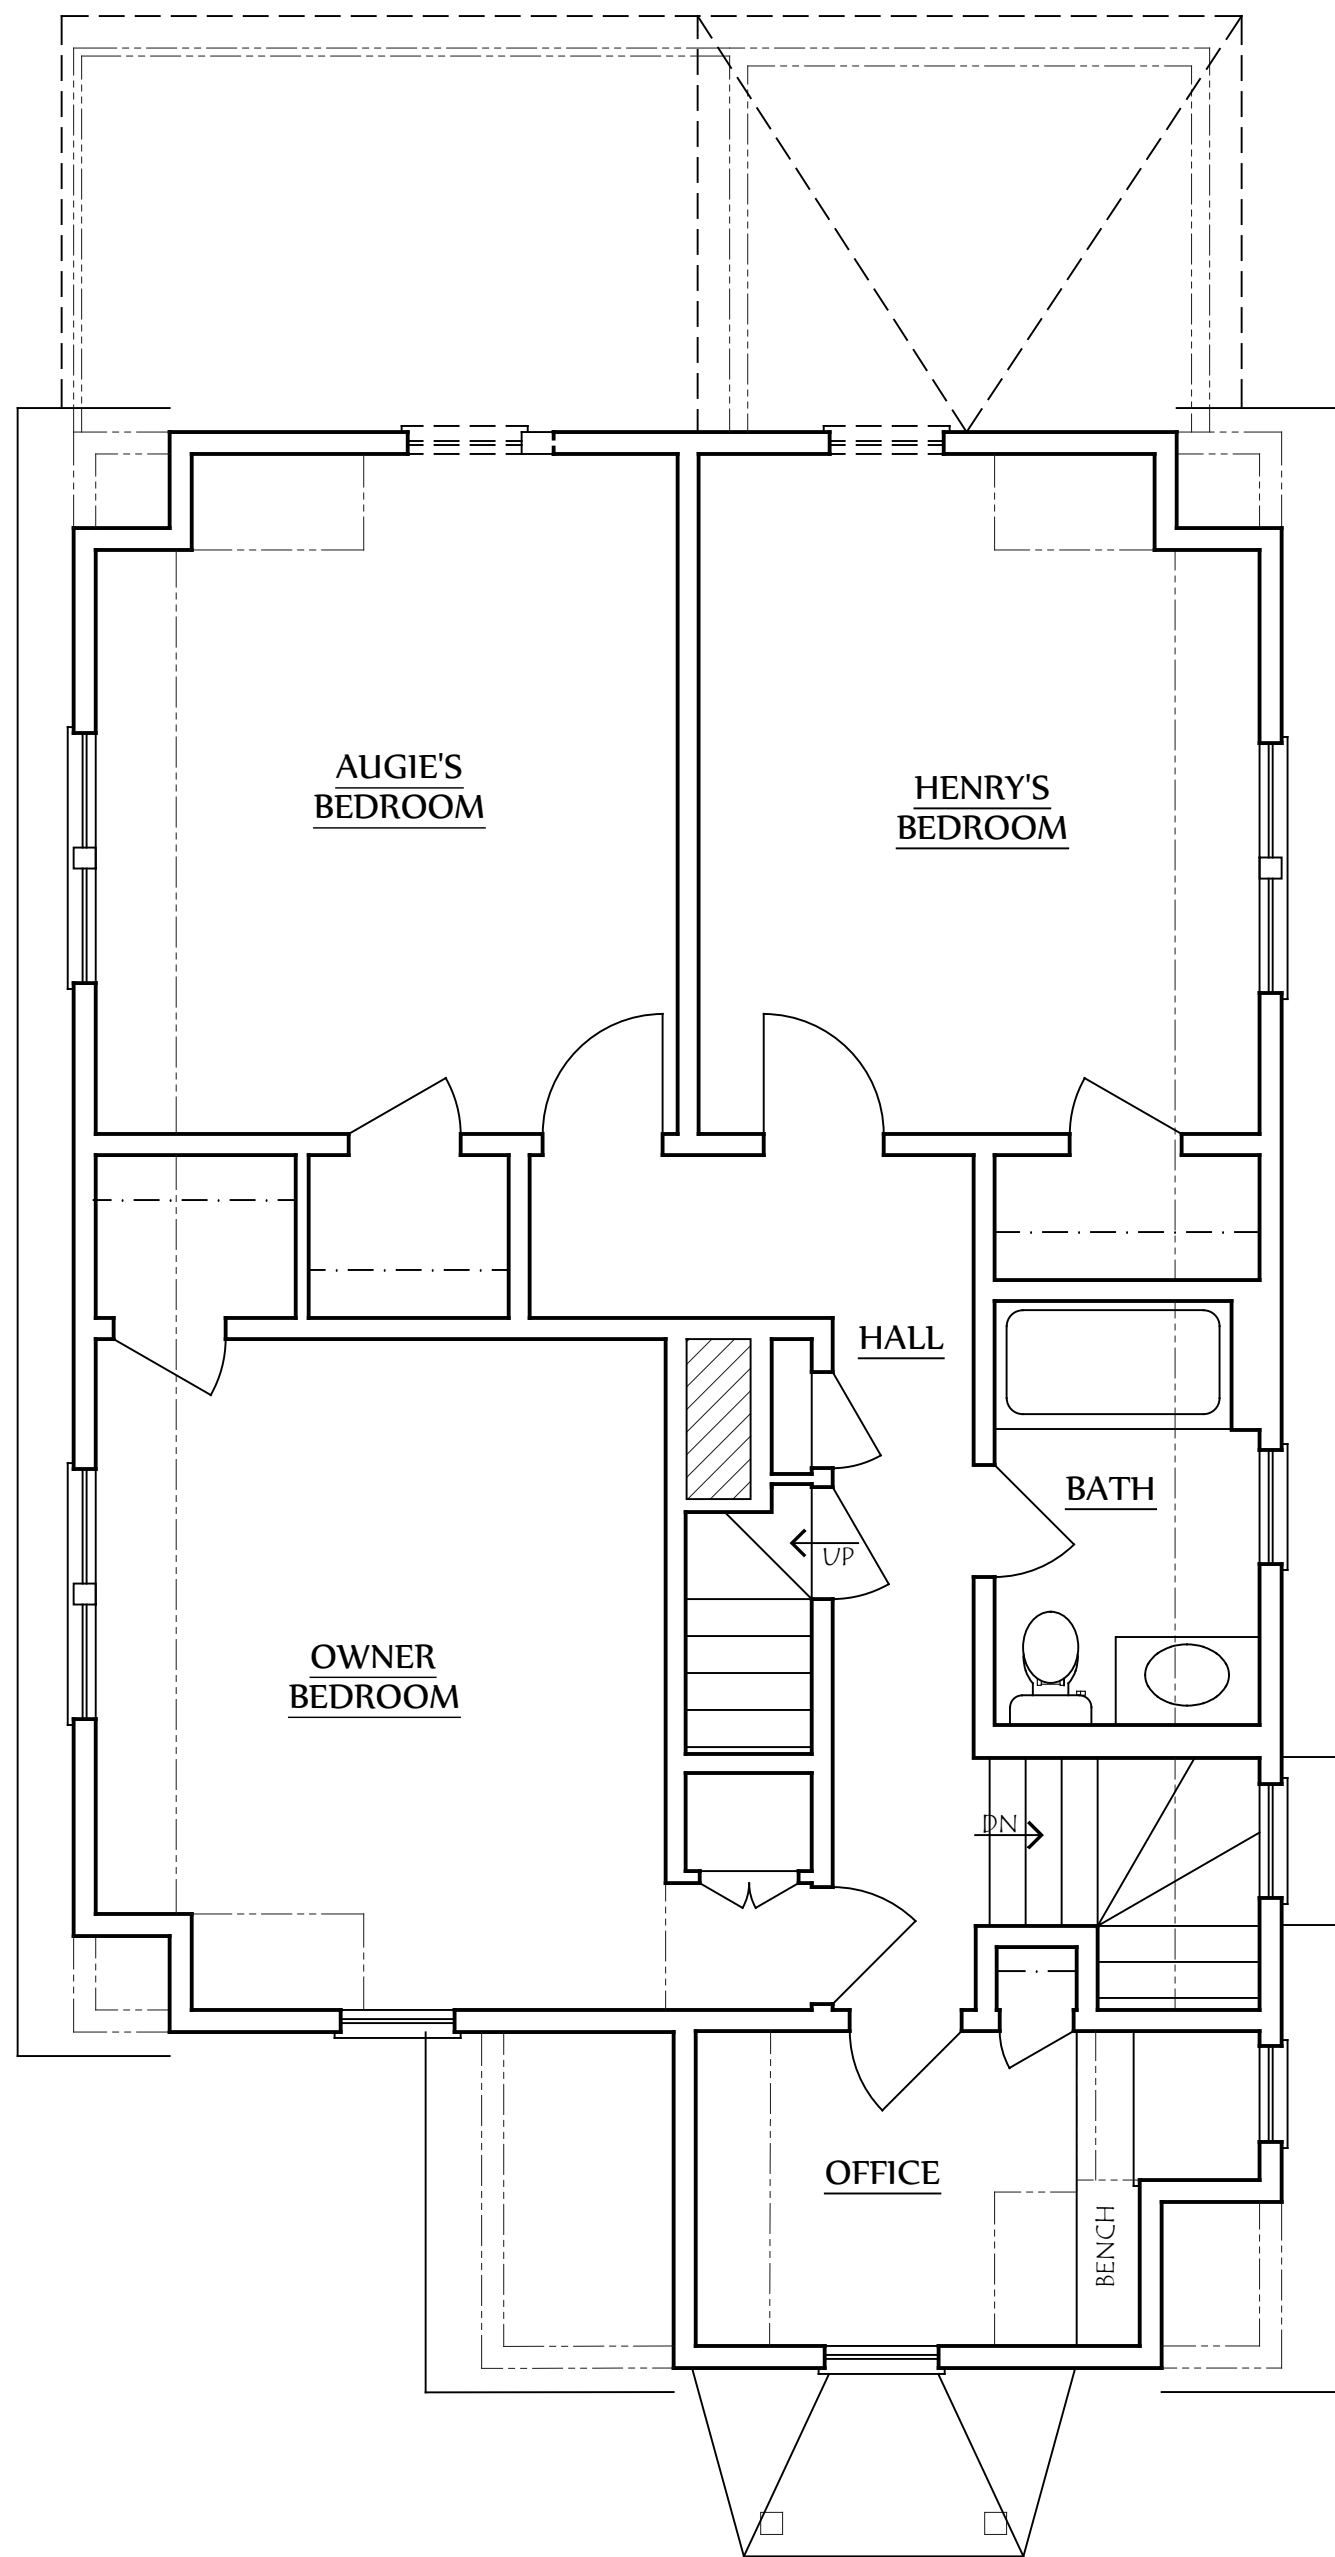 AUGIE'S
BEDROOM
HENRY'S
BEDROOM
HALL
BATH
UP
OWNER
BEDROOM
DN
OFFICE
BENCH